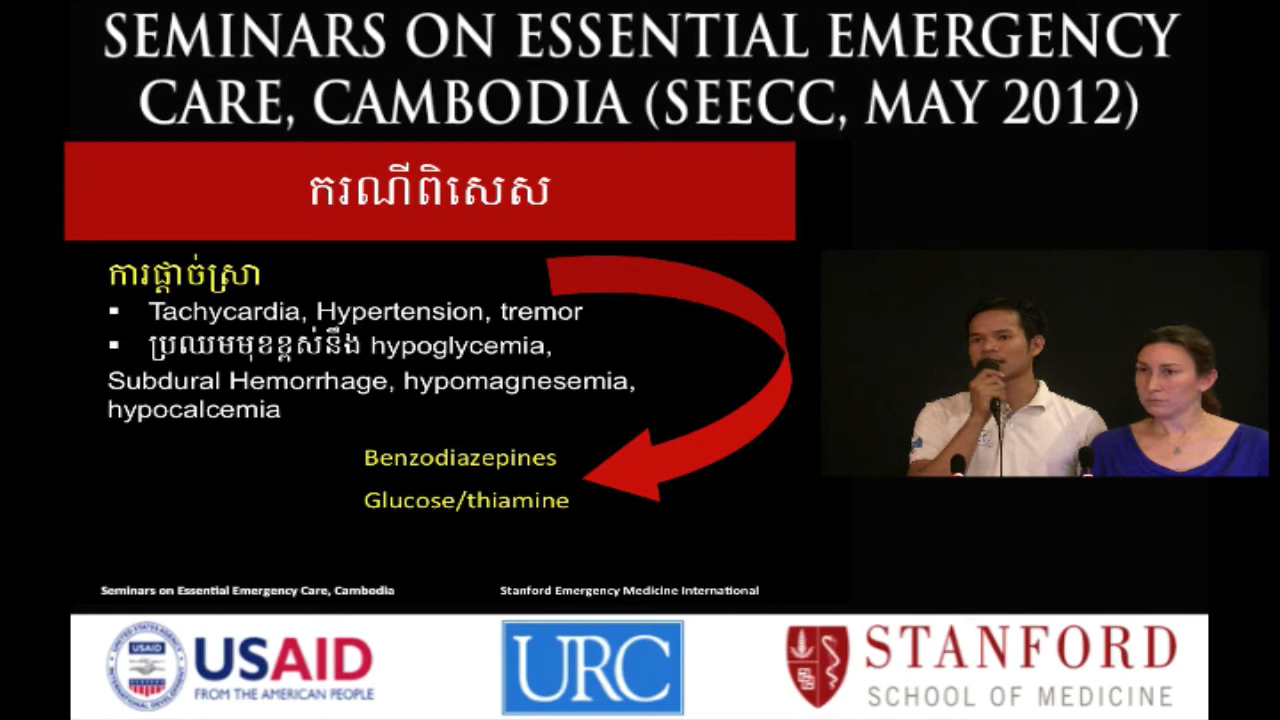 SEMINARS ON ESSENTIAL EMERGENCY
CARE, CAMBODIA (SEECC, MAY 2012)
ករណីពិសេស
ការផ្តាច់ស្រា
▪ Tachycardia, Hypertension, tremor
▪ ប្រឈមមុខខ្ពស់នឹង hypoglycemia,
Subdural Hemorrhage, hypomagnesemia,
hypocalcemia
Benzodiazepines
Glucose/thiamine
Seminars on Essential Emergency Care, Cambodia
Stanford Emergency Medicine International
USAID
USAID
FROM THE AMERICAN PEOPLE
URC
STANFORD
SCHOOL OF MEDICINE